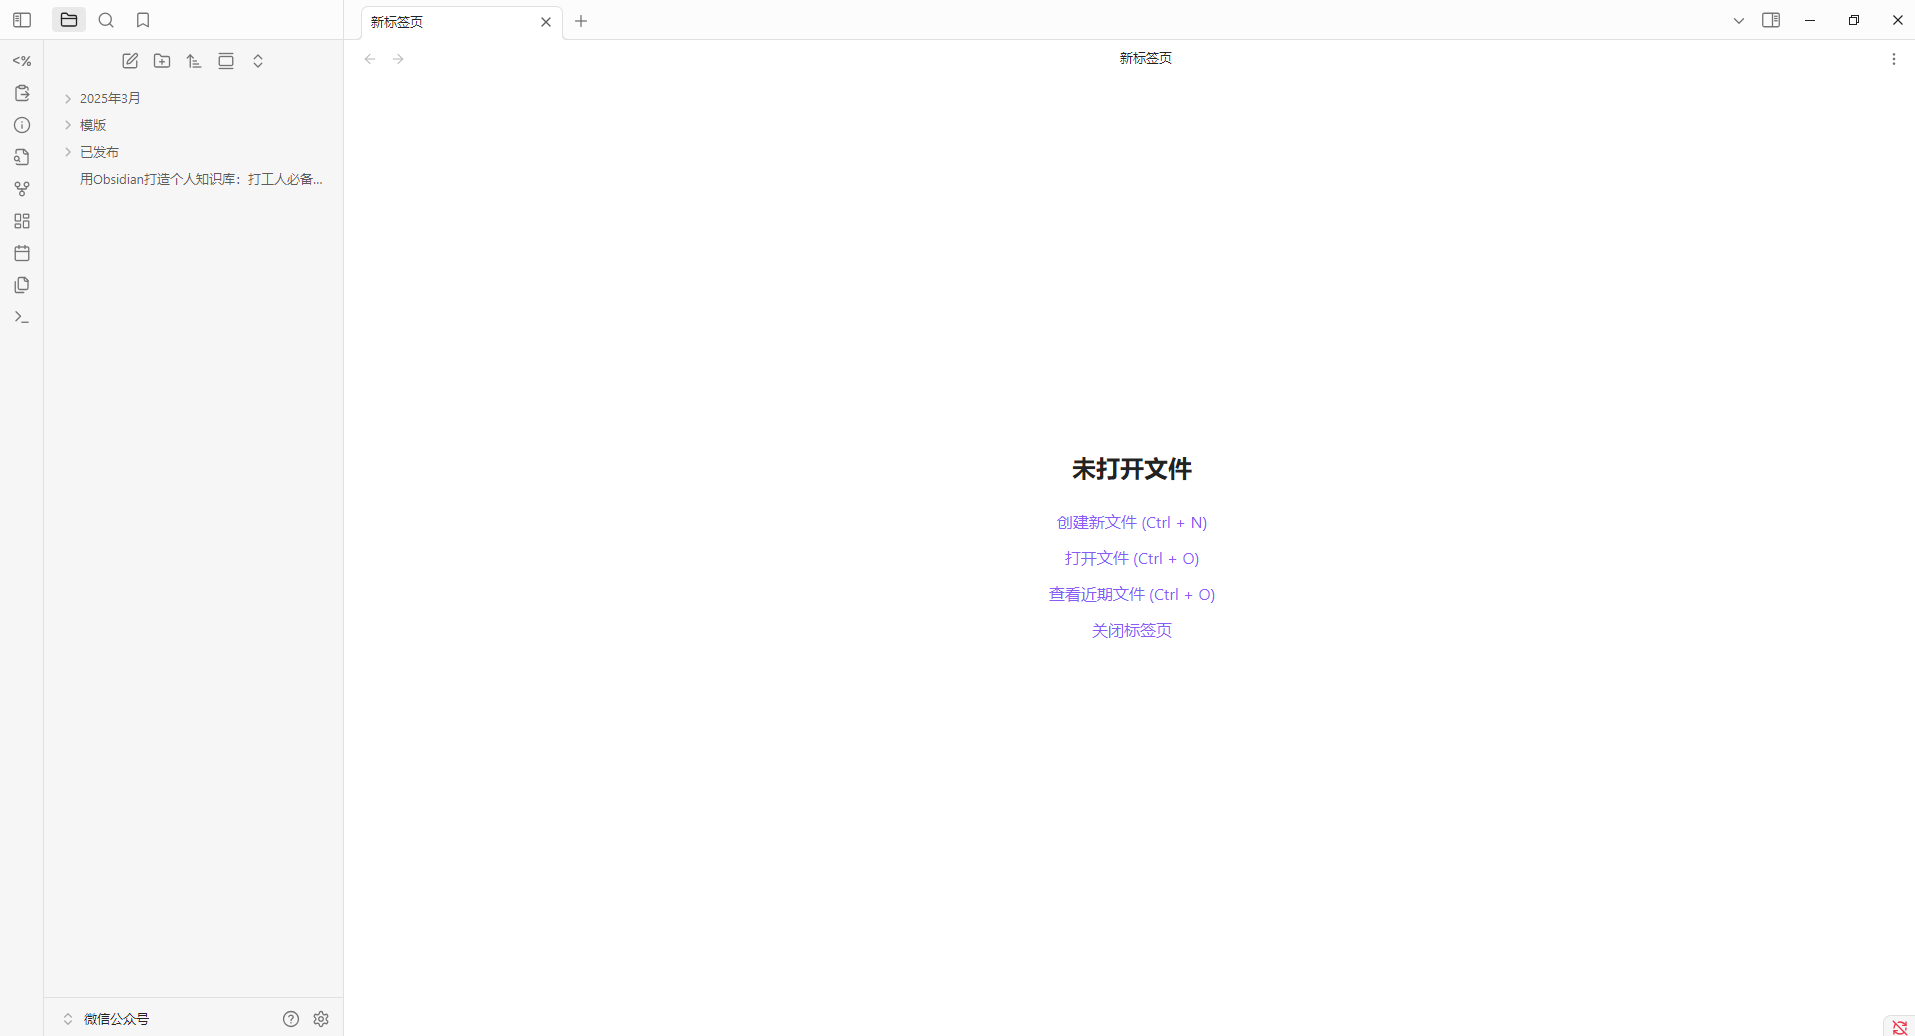 新标签页
<%
新标签页
2025年3月
模版
已发布
用Obsidian打造个人知识库：打工人必备...
未打开文件
创建新文件 (Ctrl + N)
打开文件 (Ctrl + O)
查看近期文件 (Ctrl + O)
关闭标签页
微信公众号